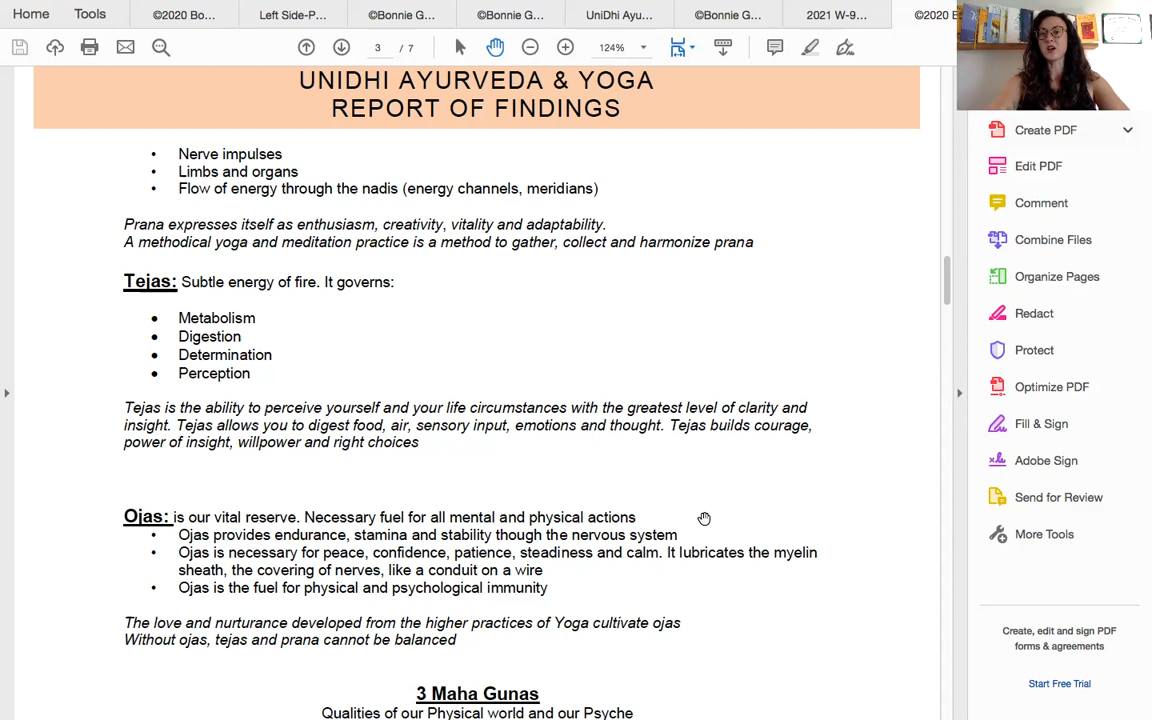 Home Tools ©2020 Bo... Left Side-P... ©Bonnie G... ©Bonnie G... UniDhi Ayu... ©Bonnie G... 2021 W-9... ©2020 B
3 / 7 124%
UNIDHI AYURVEDA & YOGA
REPORT OF FINDINGS
• Nerve impulses
• Limbs and organs
• Flow of energy through the nadis (energy channels, meridians)
Prana expresses itself as enthusiasm, creativity, vitality and adaptability.
A methodical yoga and meditation practice is a method to gather, collect and harmonize prana
Tejas: Subtle energy of fire. It governs:
• Metabolism
• Digestion
• Determination
• Perception
Tejas is the ability to perceive yourself and your life circumstances with the greatest level of clarity and
insight. Tejas allows you to digest food, air, sensory input, emotions and thought. Tejas builds courage,
power of insight, willpower and right choices
Ojas: is our vital reserve. Necessary fuel for all mental and physical actions
• Ojas provides endurance, stamina and stability though the nervous system
• Ojas is necessary for peace, confidence, patience, steadiness and calm. It lubricates the myelin
sheath, the covering of nerves, like a conduit on a wire
• Ojas is the fuel for physical and psychological immunity
The love and nurturance developed from the higher practices of Yoga cultivate ojas
Without ojas, tejas and prana cannot be balanced
3 Maha Gunas
Qualities of our Physical world and our Psyche
Create PDF
Edit PDF
Comment
Combine Files
Organize Pages
Redact
Protect
Optimize PDF
Fill & Sign
Adobe Sign
Send for Review
More Tools
Create, edit and sign PDF
forms & agreements
Start Free Trial